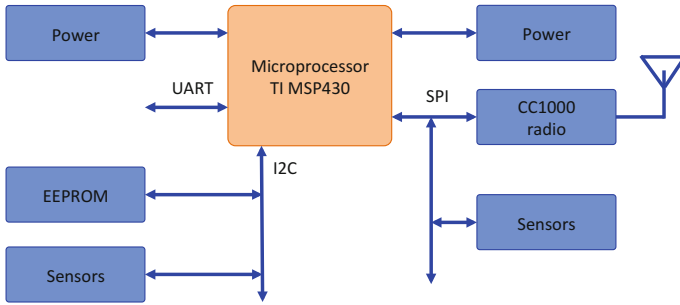 Power
Microprocessor
TI MSP430
Power
UART
SPI
CC1000
radio
I2C
EEPROM
Sensors
Sensors